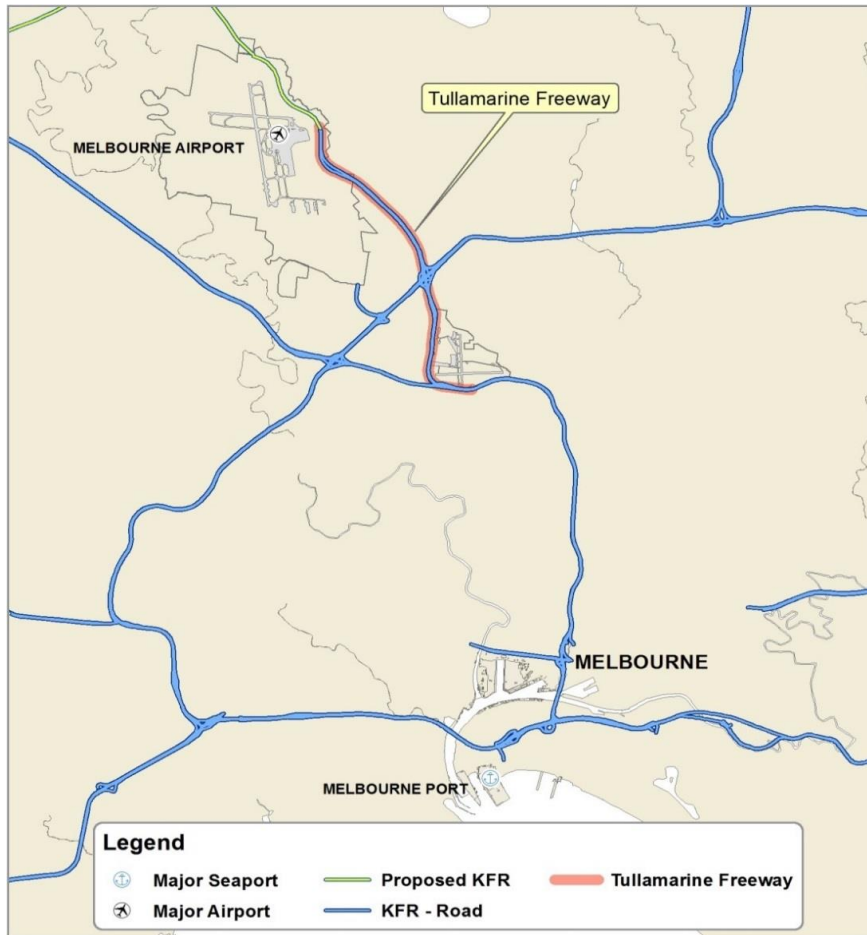 Tullamarine Freeway
MELBOURNE AIRPORT
MELBOURNE
MELBOURNE PORT
Legend
Major Seaport
Proposed KFR
Tullamarine Freeway
Major Airport
KFR - Road